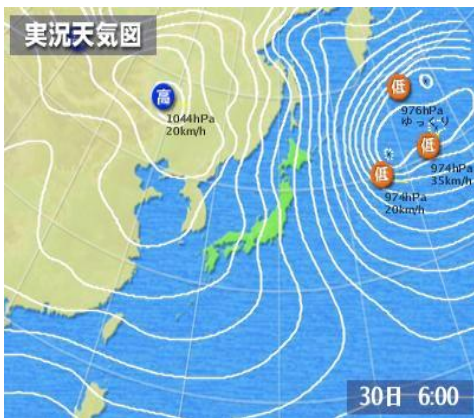 実況天気図
高
1044hPa
20km/h
低
976hPa
ゆっくり
低
974hPa
35km/h
低
974hPa
20km/h
30日 6:00